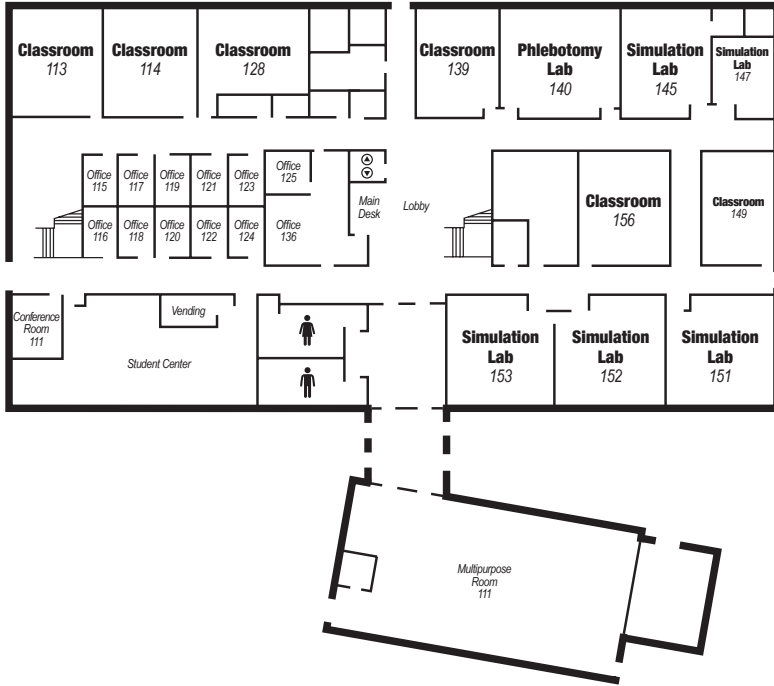 Classroom
113
Classroom
114
Classroom
128
Classroom
139
Phlebotomy
Lab
140
Simulation
Lab
145
Simulation
Lab
147
Office
115
Office
117
Office
119
Office
121
Office
123
Office
125
Office
116
Office
118
Office
120
Office
122
Office
124
Office
136
Main
Desk
Lobby
Classroom
156
Classroom
149
Conference
Room
111
Vending
Student Center
Simulation
Lab
153
Simulation
Lab
152
Simulation
Lab
151
Multipurpose
Room
111